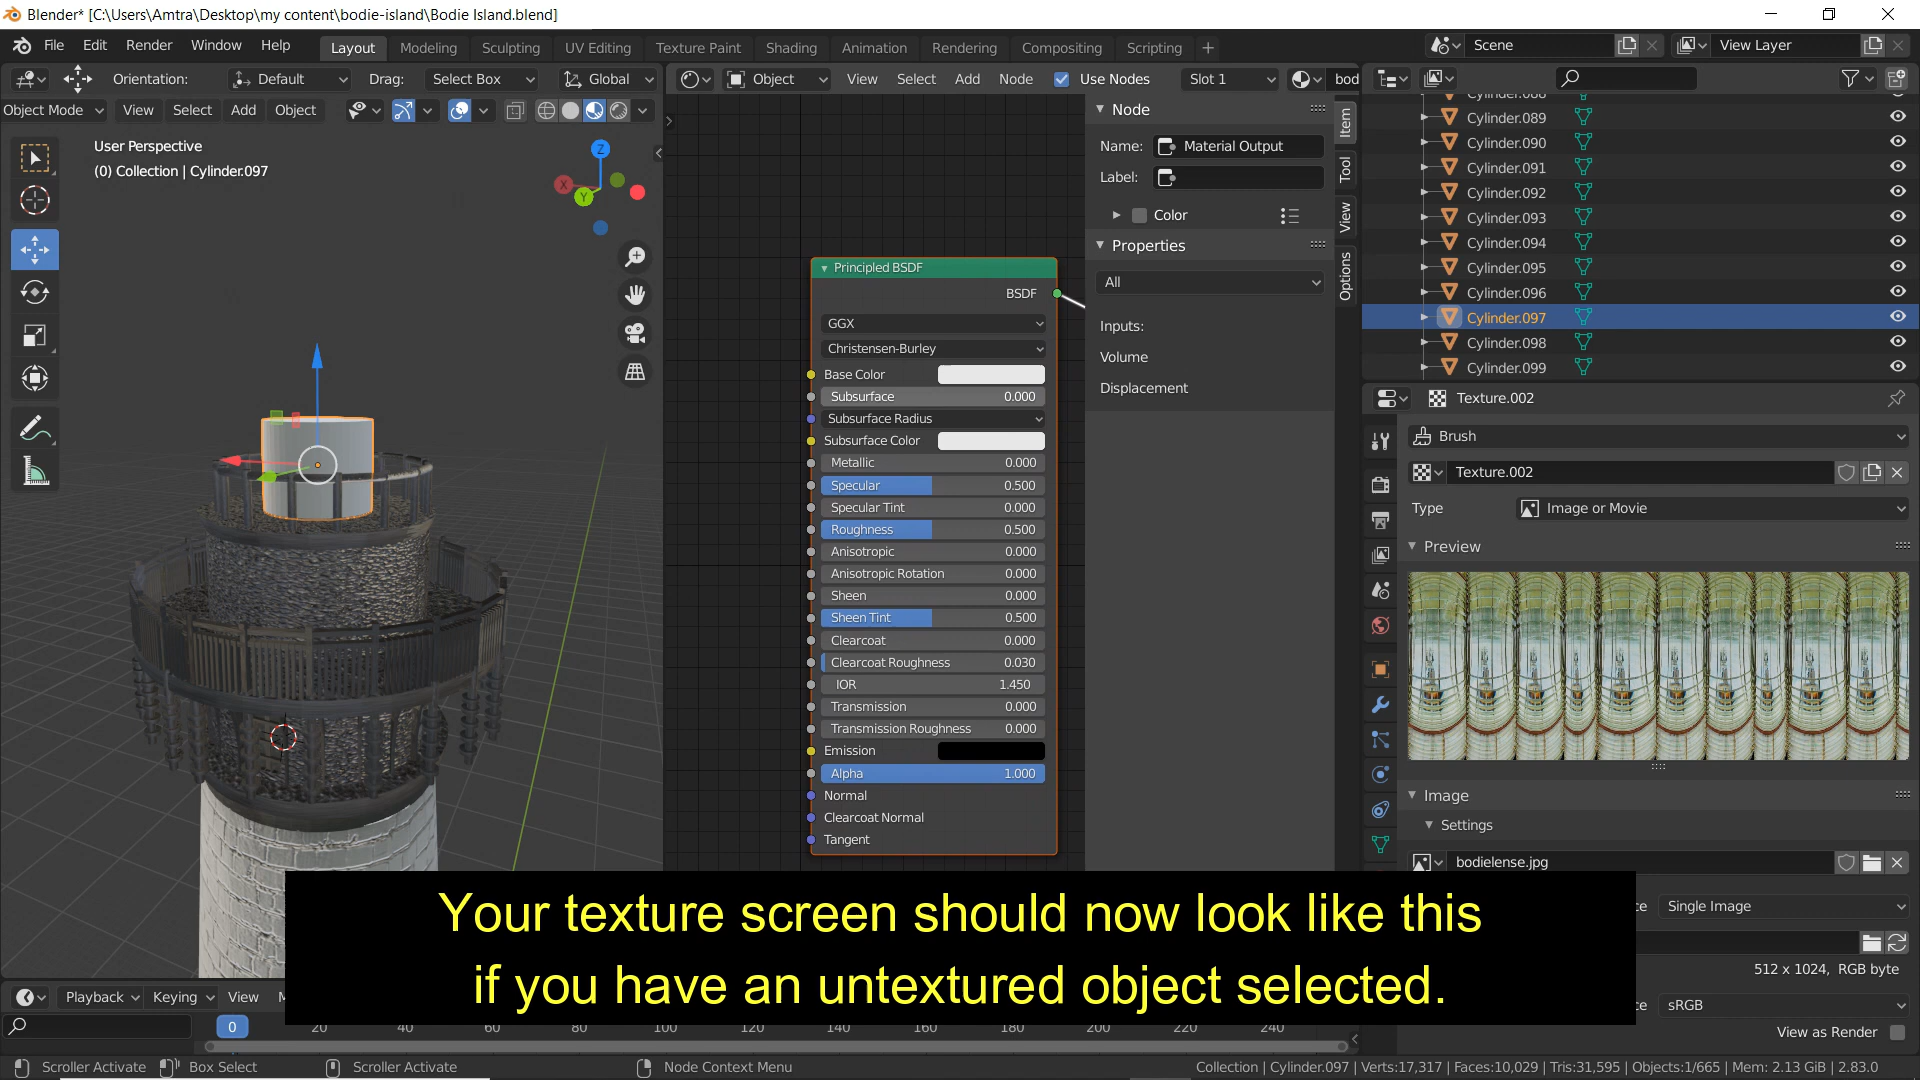 Blender* [C:\Users\Amtra\Desktop\my content\bodie-island\Bodie Island.blend]
File Edit Render Window Help
Layout Modeling Sculpting UV Editing Texture Paint Shading Animation Rendering Compositing Scripting +
Scene
View Layer
Orientation: Default Drag: Select Box Global
Object View Select Add Node Use Nodes Slot 1 bod
Object Mode View Select Add Object
User Perspective
(0) Collection | Cylinder.097
Z
X
Y
Principled BSDF
BSDF
GGX
Christensen-Burley
Base Color
Subsurface 0.000
Subsurface Radius
Subsurface Color
Metallic 0.000
Specular 0.500
Specular Tint 0.000
Roughness 0.500
Anisotropic 0.000
Anisotropic Rotation 0.000
Sheen 0.000
Sheen Tint 0.500
Clearcoat 0.000
Clearcoat Roughness 0.030
IOR 1.450
Transmission 0.000
Transmission Roughness 0.000
Emission
Alpha 1.000
Normal
Clearcoat Normal
Tangent
Node
Name: Material Output
Label:
Color
Properties
All
Inputs:
Volume
Displacement
Item
Tool
View
Options
Cylinder.088
Cylinder.089
Cylinder.090
Cylinder.091
Cylinder.092
Cylinder.093
Cylinder.094
Cylinder.095
Cylinder.096
Cylinder.097
Cylinder.098
Cylinder.099
Texture.002
Brush
Texture.002
Type Image or Movie
Preview
Image
Settings
bodielense.jpg
ce Single Image
512 x 1024, RGB byte
ce sRGB
View as Render
Your texture screen should now look like this
if you have an untextured object selected.
Playback Keying View M
0 20 40 60 80 100 120 140 160 180 200 220 240
Scroller Activate Box Select Scroller Activate Node Context Menu
Collection | Cylinder.097 | Verts:17,317 | Faces:10,029 | Tris:31,595 | Objects:1/665 | Mem: 2.13 GiB | 2.83.0